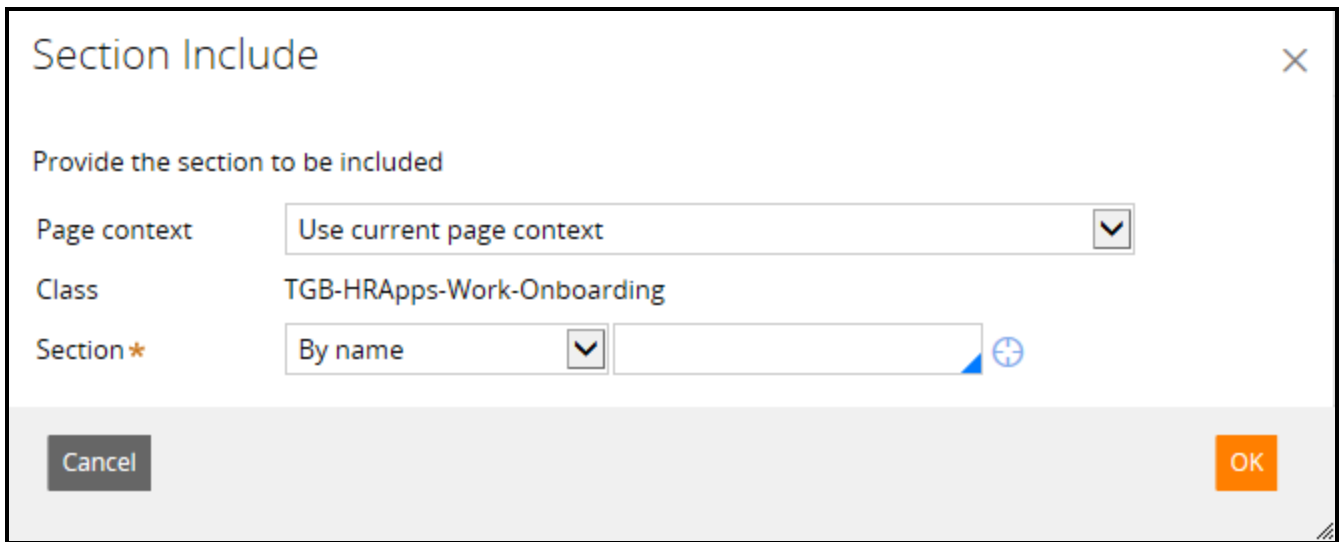 Section Include
Provide the section to be included
Page context Use current page context
Class TGB-HRApps-Work-Onboarding
Section* By name
Cancel OK